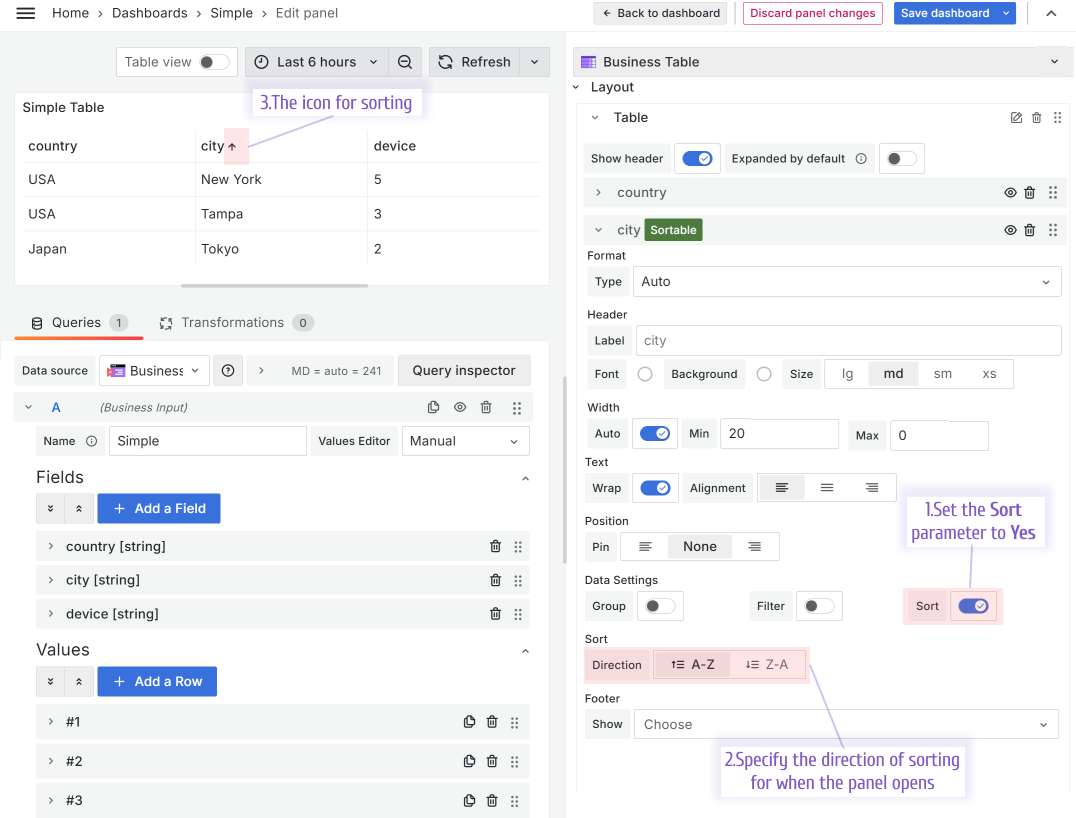 Home › Dashboards › Simple › Edit panel
← Back to dashboard
Discard panel changes
Save dashboard
Table view
Last 6 hours
Refresh
3.The icon for sorting
Simple Table
country city ↑ device
USA New York 5
USA Tampa 3
Japan Tokyo 2
Queries 1
Transformations 0
Data source
Business
MD = auto = 241
Query inspector
A (Business Input)
Name
Simple
Values Editor
Manual
Fields
+ Add a Field
country [string]
city [string]
device [string]
Values
+ Add a Row
#1
#2
#3
Business Table
Layout
Table
Show header
Expanded by default
country
city Sortable
Format
Type Auto
Header
Label city
Font Background Size lg md sm xs
Width
Auto Min 20 Max 0
Text
Wrap Alignment
1.Set the Sort
parameter to Yes
Position
Pin None
Data Settings
Group Filter Sort
Sort
Direction A-Z Z-A
Footer
Show Choose
2.Specify the direction of sorting
for when the panel opens